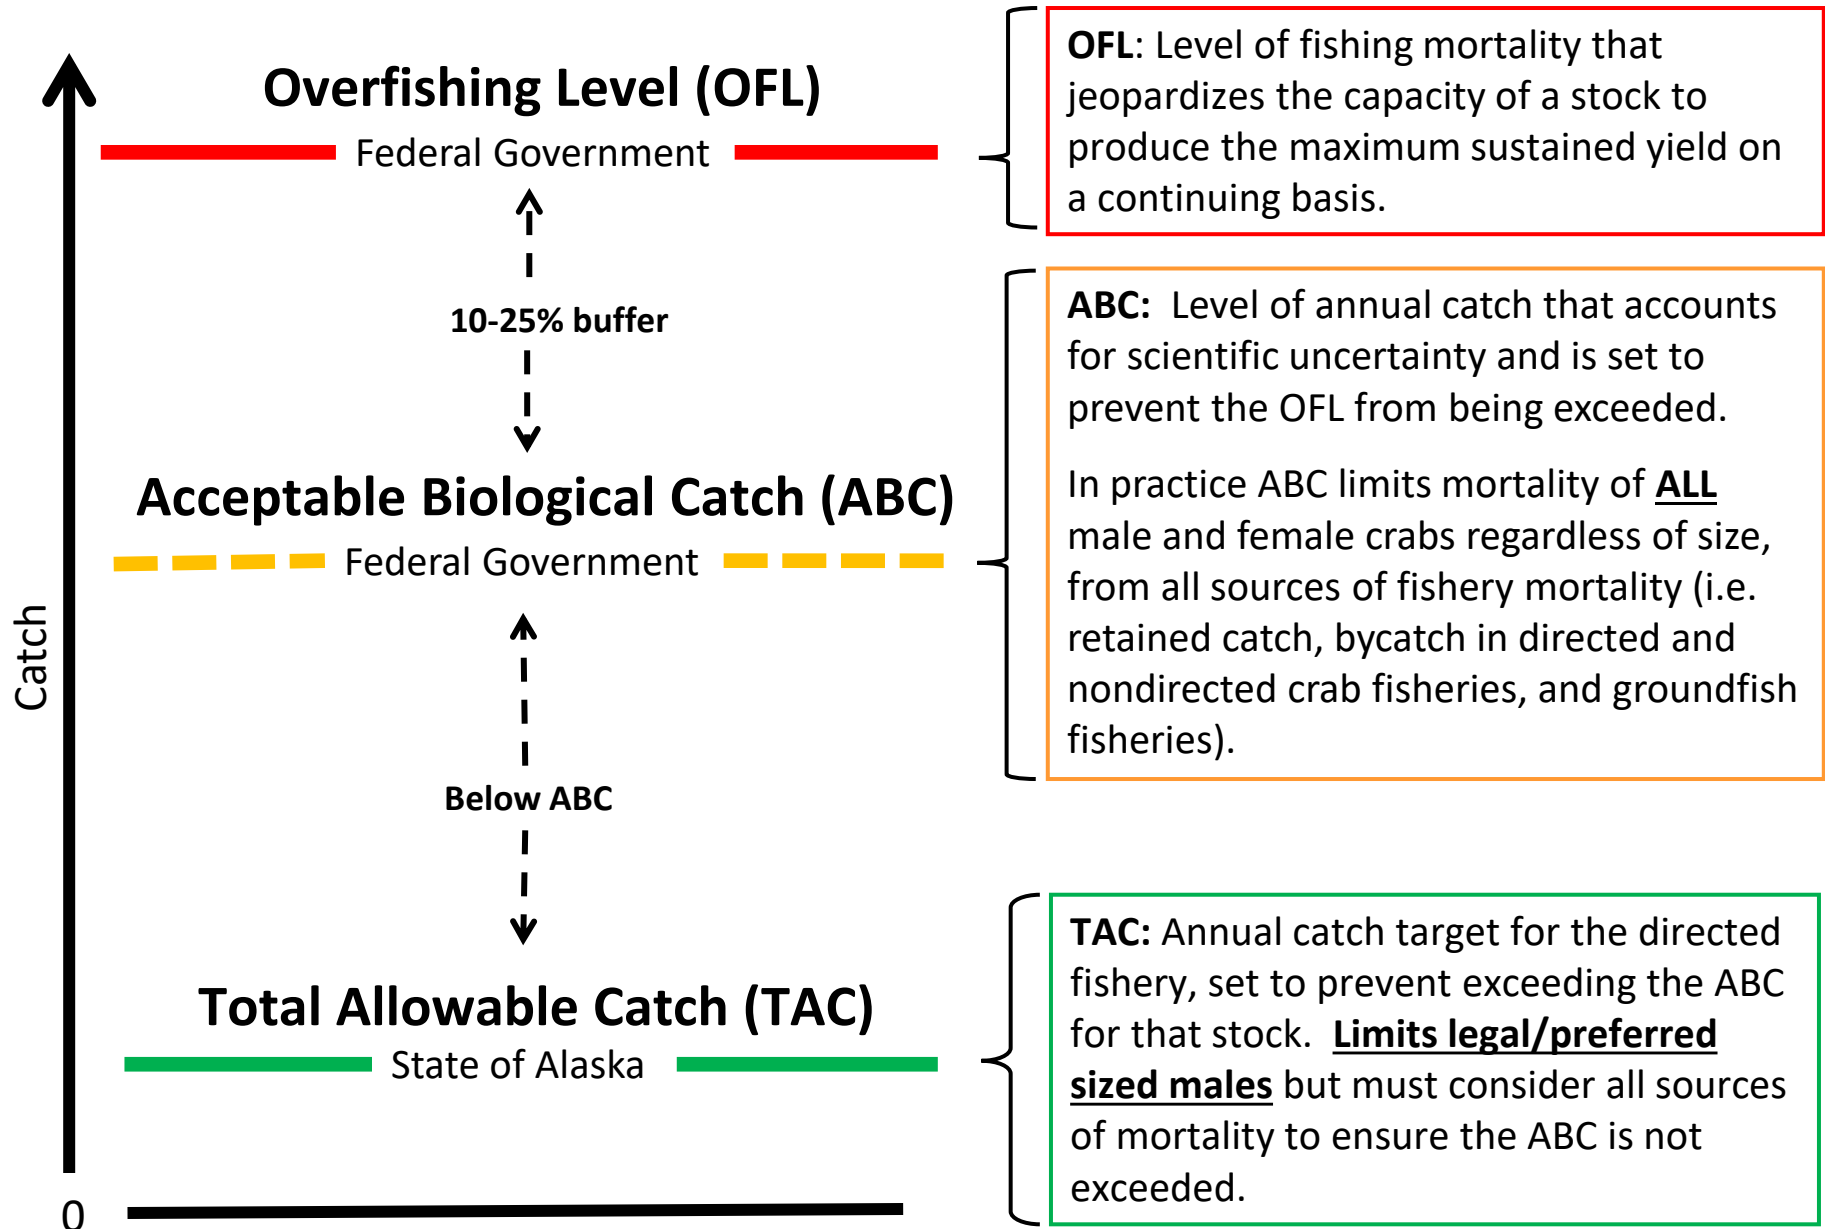 Overfishing Level (OFL)
Federal Government
10-25% buffer
Acceptable Biological Catch (ABC)
Federal Government
Below ABC
Total Allowable Catch (TAC)
State of Alaska
Catch
0
OFL: Level of fishing mortality that
jeopardizes the capacity of a stock to
produce the maximum sustained yield on
a continuing basis.
ABC: Level of annual catch that accounts
for scientific uncertainty and is set to
prevent the OFL from being exceeded.
In practice ABC limits mortality of ALL
male and female crabs regardless of size,
from all sources of fishery mortality (i.e.
retained catch, bycatch in directed and
nondirected crab fisheries, and groundfish
fisheries).
TAC: Annual catch target for the directed
fishery, set to prevent exceeding the ABC
for that stock. Limits legal/preferred
sized males but must consider all sources
of mortality to ensure the ABC is not
exceeded.